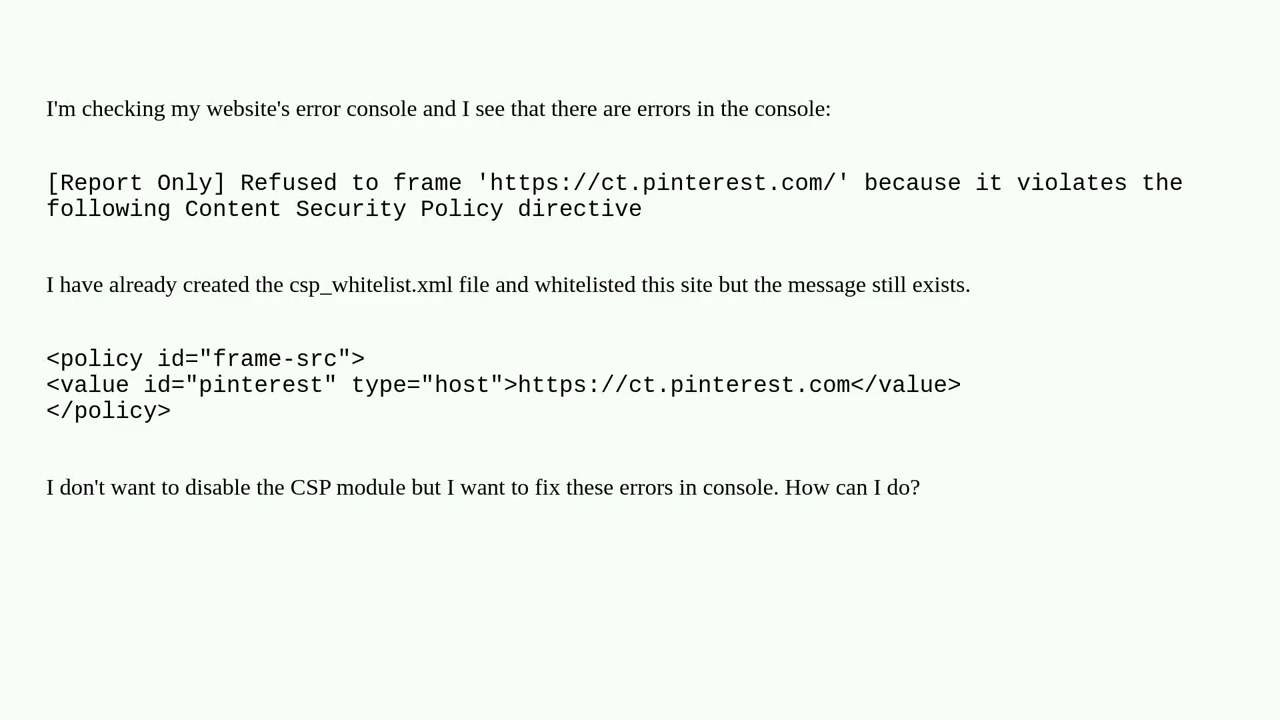 I'm checking my website's error console and I see that there are errors in the console:
[Report Only] Refused to frame 'https://ct.pinterest.com/' because it violates the
following Content Security Policy directive
I have already created the csp_whitelist.xml file and whitelisted this site but the message still exists.
<policy id="frame-src">
<value id="pinterest" type="host">https://ct.pinterest.com</value>
</policy>
I don't want to disable the CSP module but I want to fix these errors in console. How can I do?